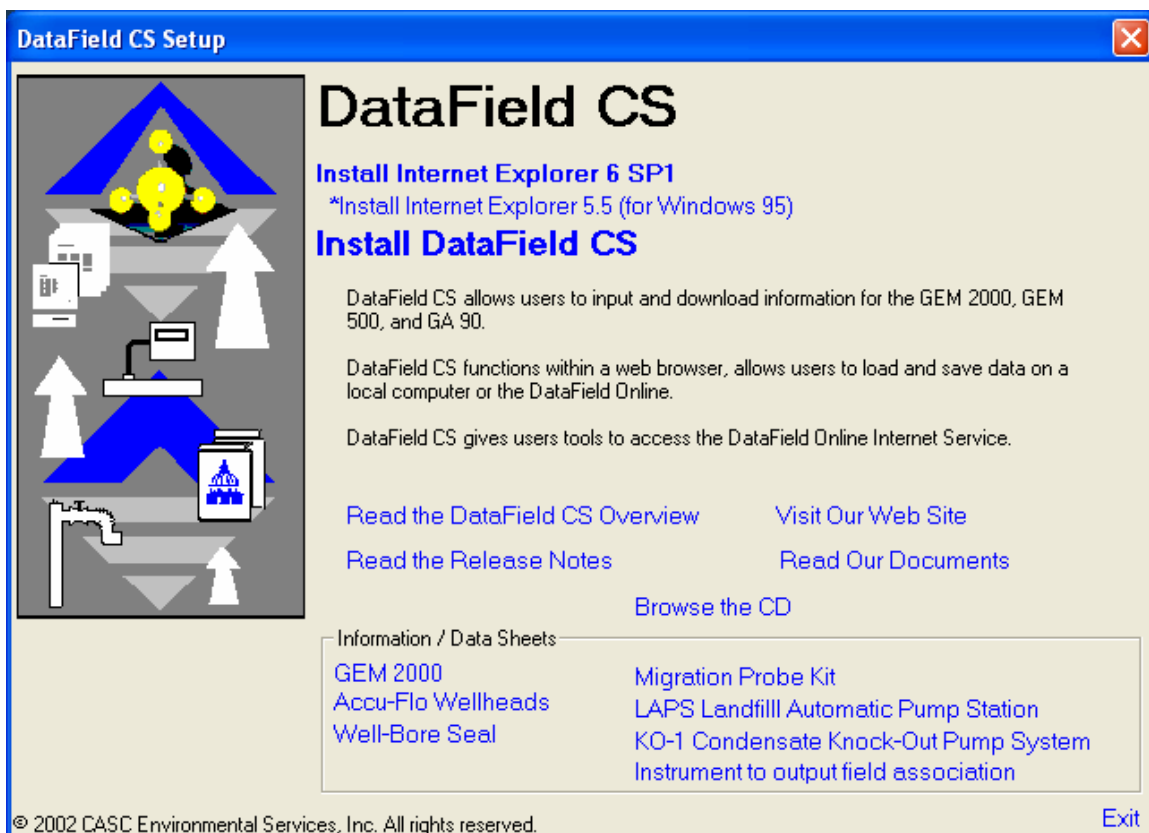 DataField CS Setup
DataField CS
Install Internet Explorer 6 SP1
*Install Internet Explorer 5.5 (for Windows 95)
Install DataField CS
DataField CS allows users to input and download information for the GEM 2000, GEM
500, and GA 90.
DataField CS functions within a web browser, allows users to load and save data on a
local computer or the DataField Online.
DataField CS gives users tools to access the DataField Online Internet Service.
Read the DataField CS Overview
Visit Our Web Site
Read the Release Notes
Read Our Documents
Browse the CD
Information / Data Sheets
GEM 2000
Accu-Flo Wellheads
Well-Bore Seal
Migration Probe Kit
LAPS Landfilll Automatic Pump Station
KO-1 Condensate Knock-Out Pump System
Instrument to output field association
© 2002 CASC Environmental Services, Inc. All rights reserved.
Exit